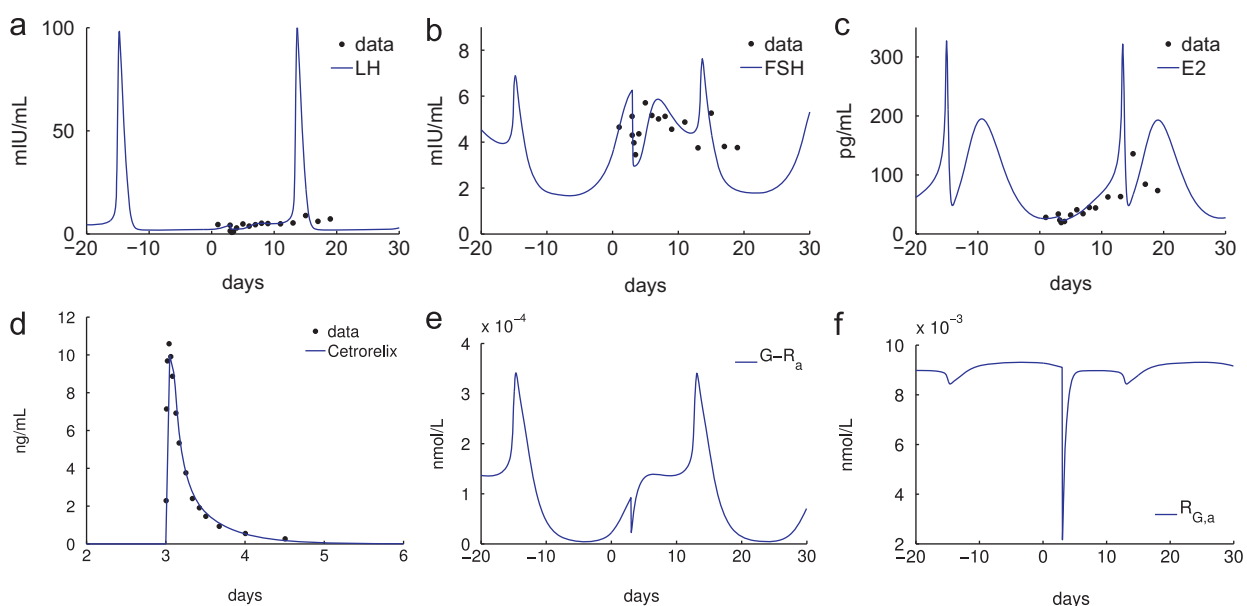 a
100
50
0
mIU/mL
data
LH
−20 −10 0 10 20 30
days
b
8
6
4
2
0
mIU/mL
data
FSH
−20 −10 0 10 20 30
days
c
300
200
100
0
pg/mL
data
E2
−20 −10 0 10 20 30
days
d
12
10
8
6
4
2
0
ng/mL
data
Cetrorelix
2 3 4 5 6
days
e
x 10⁻⁴
4
3
2
1
0
nmol/L
G−Rₐ
−20 −10 0 10 20 30
days
f
x 10⁻³
10
8
6
4
2
nmol/L
R_G,a
−20 −10 0 10 20 30
days